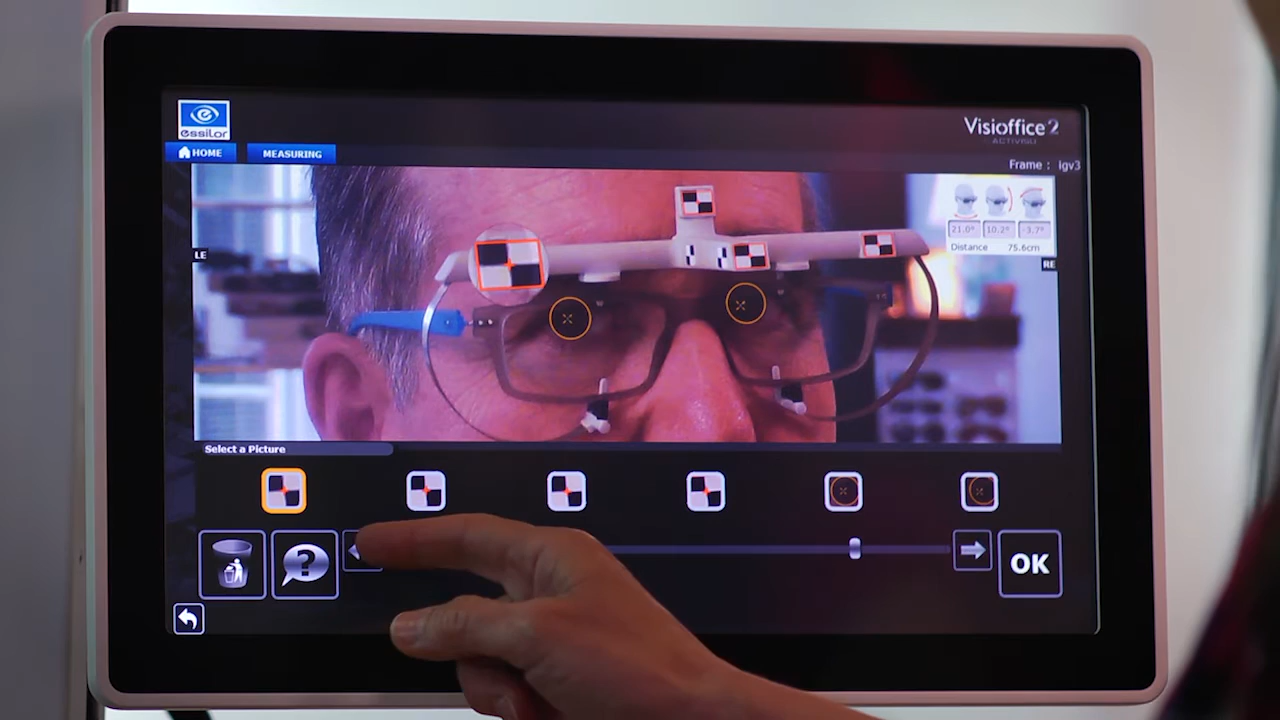 essilor
Visioffice 2
ACTIVISU
HOME
MEASURING
Frame : igv3
21.0° 10.2° -3.7°
Distance 75.6cm
LE
RE
Select a Picture
?
OK